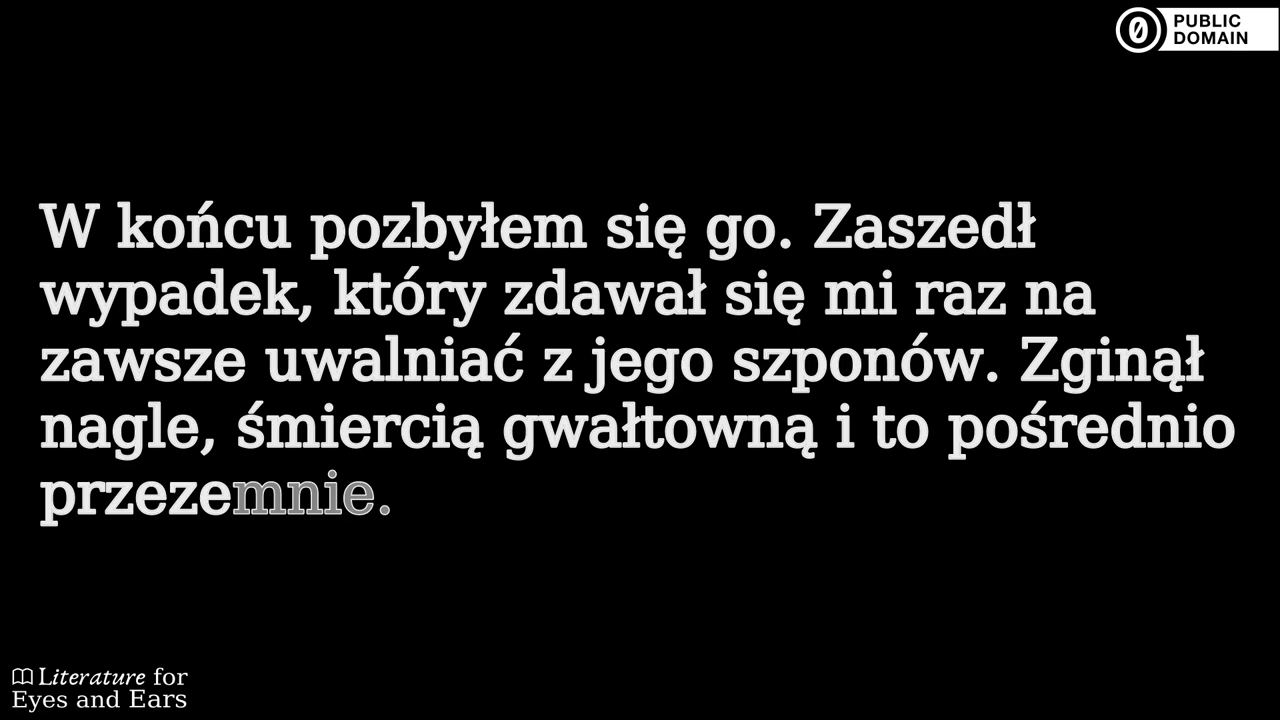 PUBLIC
DOMAIN
W końcu pozbyłem się go. Zaszedł
wypadek, który zdawał się mi raz na
zawsze uwalniać z jego szponów. Zginął
nagle, śmiercią gwałtowną i to pośrednio
przezemnie.
Literature for
Eyes and Ears